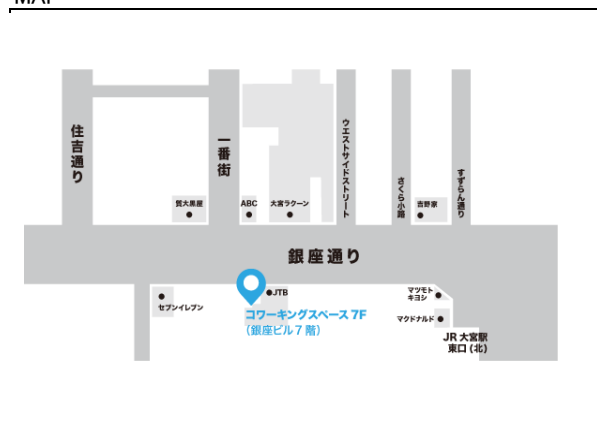 MAP
住吉通り
一番街
ウエストサイドストリート
さくら小路
すずらん通り
質大黒屋
ABC
大宮ラクーン
吉野家
銀座通り
セブンイレブン
JTB
コワーキングスペース 7F
(銀座ビル7階)
マツモト
キヨシ
マクドナルド
JR 大宮駅
東口 (北)